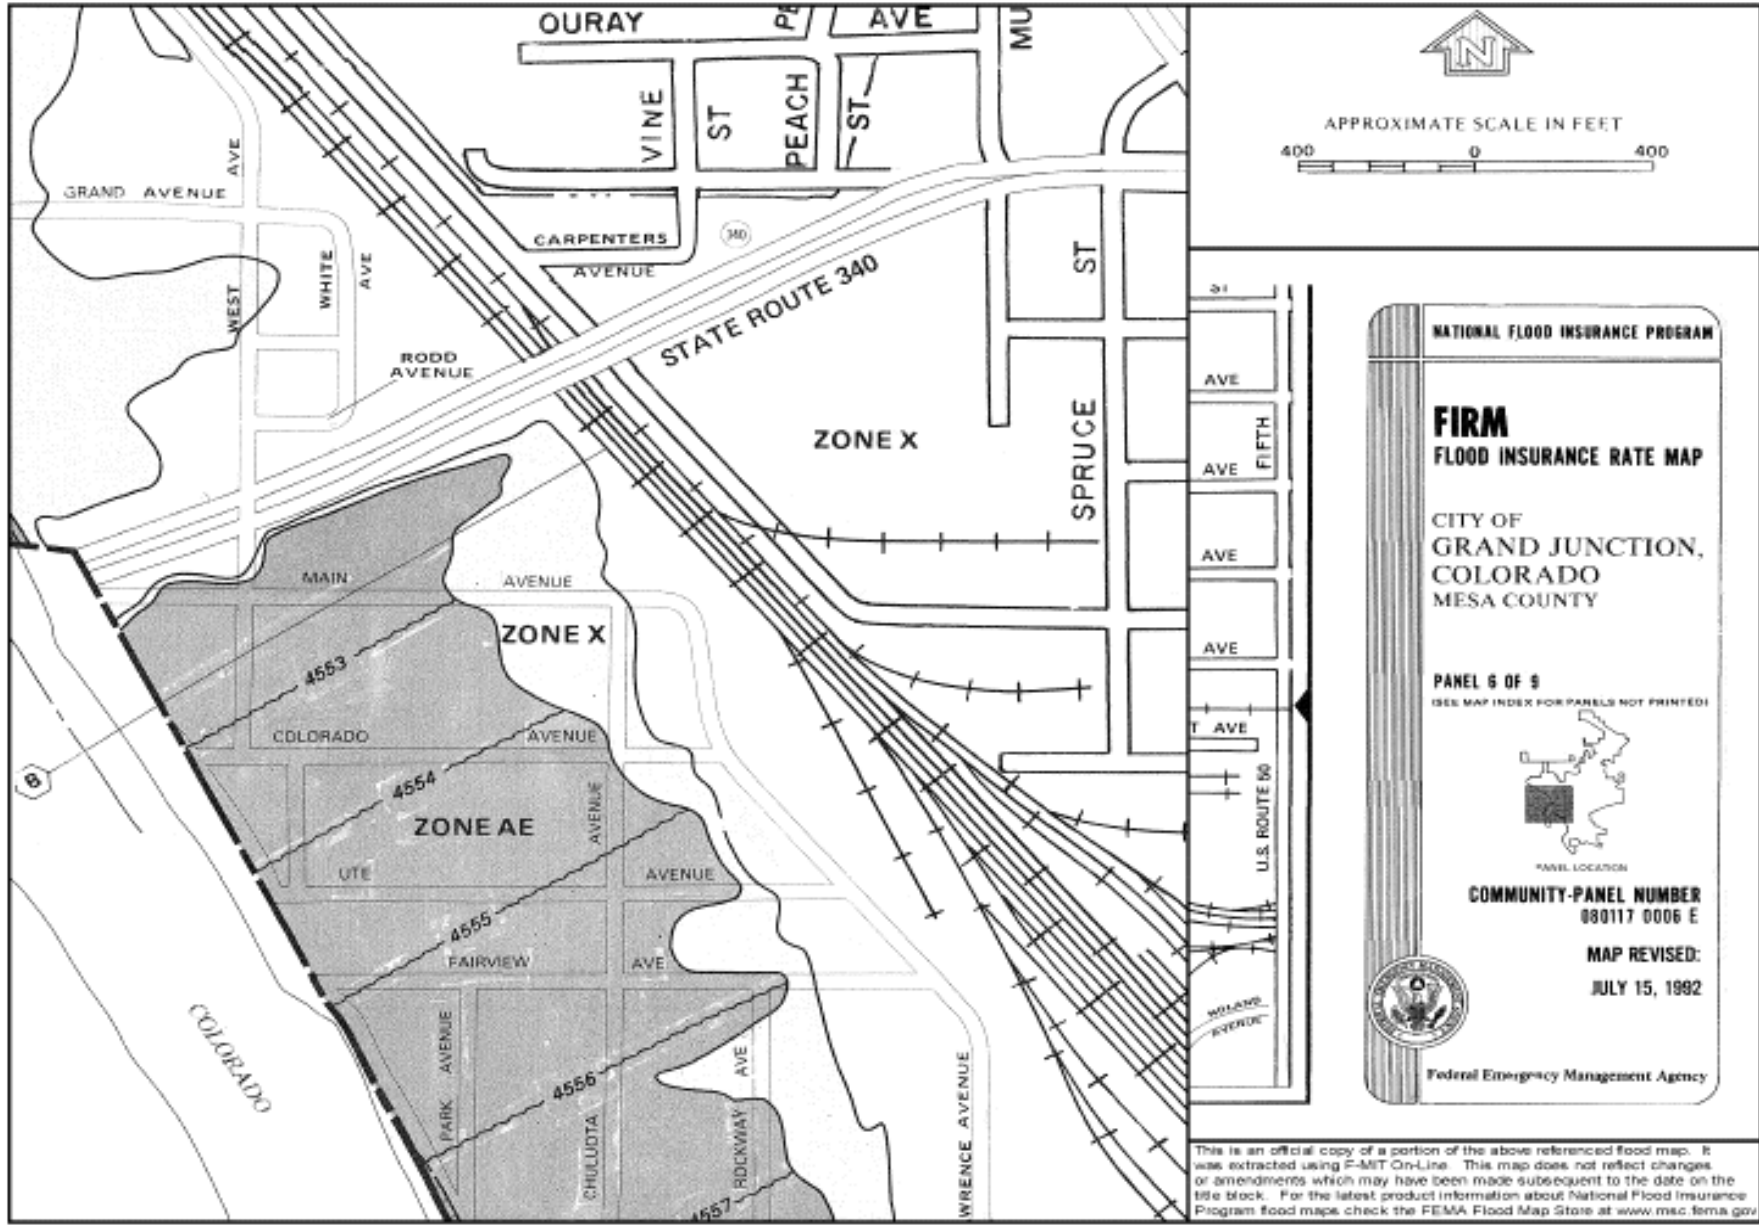 OURAY
AVE
PE
MU
VINE
ST
PEACH
ST
GRAND AVENUE
AVE
WEST
WHITE
AVE
CARPENTERS
AVENUE
340
STATE ROUTE 340
RODD
AVENUE
ZONE X
SPRUCE
ST
MAIN
AVENUE
ZONE X
4553
COLORADO
AVENUE
4554
ZONE AE
AVENUE
B
UTE
AVENUE
4555
FAIRVIEW
AVE
COLORADO
PARK AVENUE
4556
CHULUOTA
ROCKWAY AVE
WRENCE AVENUE
4557
N
APPROXIMATE SCALE IN FEET
400 0 400
ST
AVE
FIFTH
AVE
AVE
AVE
T AVE
U.S. ROUTE 50
AVENUE
NATIONAL FLOOD INSURANCE PROGRAM
FIRM
FLOOD INSURANCE RATE MAP
CITY OF
GRAND JUNCTION,
COLORADO
MESA COUNTY
PANEL 6 OF 9
(SEE MAP INDEX FOR PANELS NOT PRINTED)
PANEL LOCATION
COMMUNITY-PANEL NUMBER
080117 0006 E
MAP REVISED:
JULY 15, 1992
Federal Emergency Management Agency
This is an official copy of a portion of the above referenced flood map. It
was extracted using F-MIT On-Line. This map does not reflect changes
or amendments which may have been made subsequent to the date on the
title block. For the latest product information about National Flood Insurance
Program flood maps check the FEMA Flood Map Store at www.msc.fema.gov